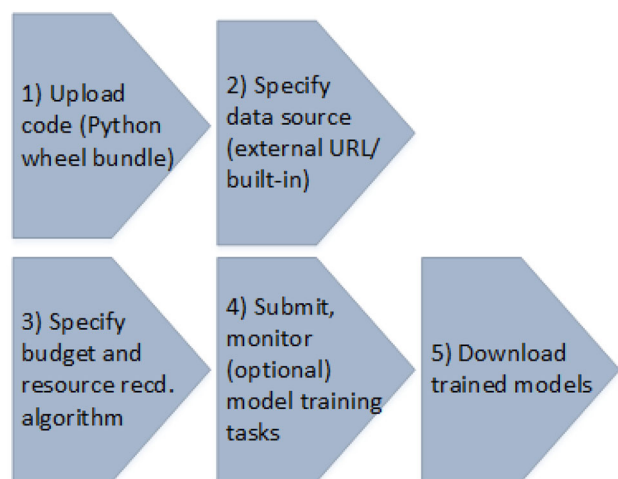 1) Upload
code (Python
wheel bundle)
2) Specify
data source
(external URL/
built-in)
3) Specify
budget and
resource recd.
algorithm
4) Submit,
monitor
(optional)
model training
tasks
5) Download
trained models